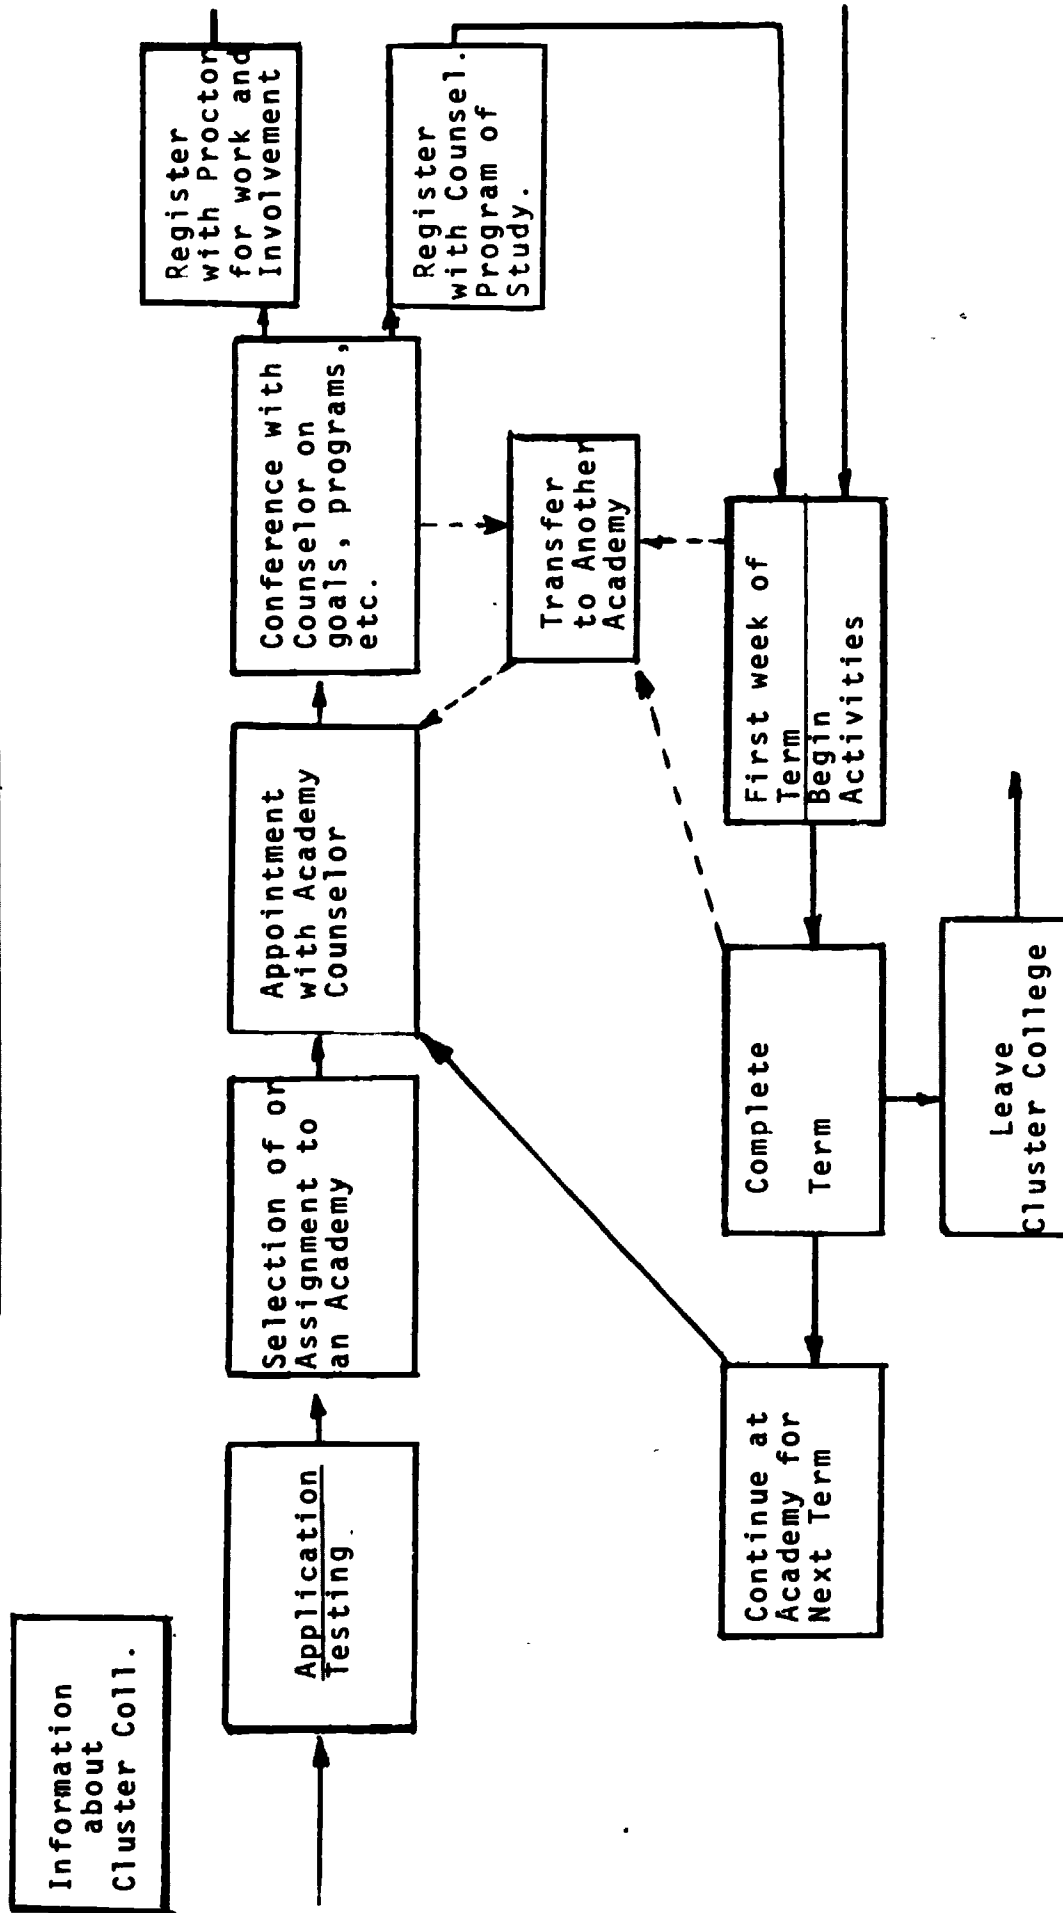 Information
about
Cluster Coll.
Application
Testing
Selection of or
Assignment to
an Academy
Appointment
with Academy
Counselor
Conference with
Counselor on
goals, programs,
etc.
Register
with Proctor
for work and
Involvement
Register
with Counsel.
Program of
Study.
Transfer
to Another
Academy
First week of
Term
Begin
Activities
Complete
Term
Continue at
Academy for
Next Term
Leave
Cluster College